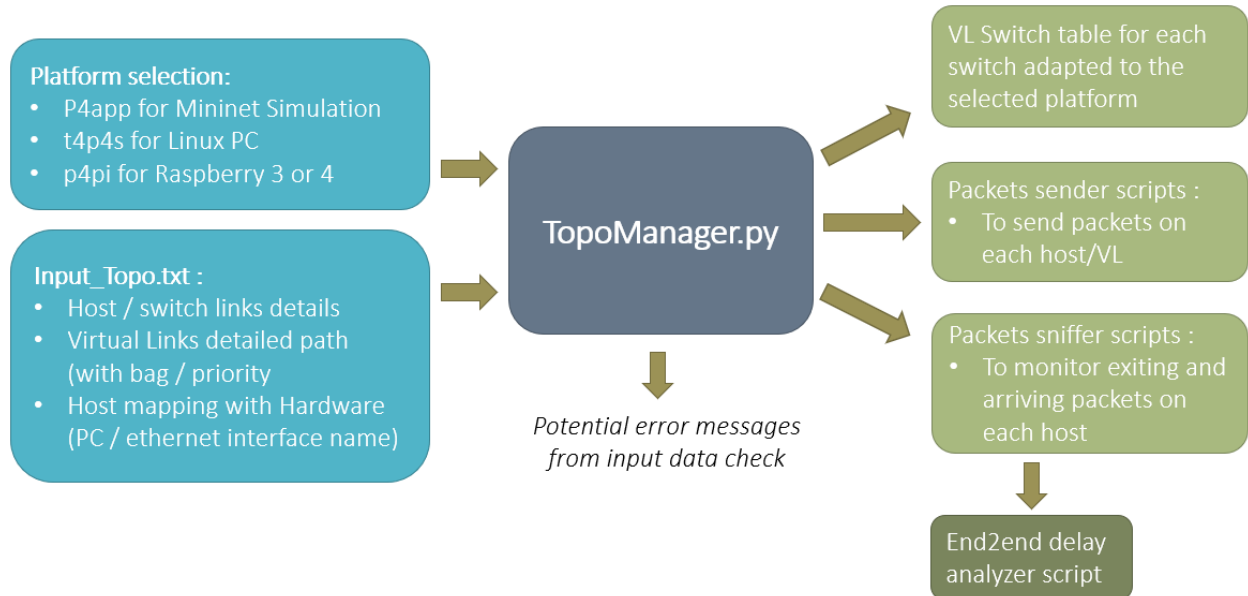 Platform selection:
• P4app for Mininet Simulation
• t4p4s for Linux PC
• p4pi for Raspberry 3 or 4
Input_Topo.txt :
• Host / switch links details
• Virtual Links detailed path
(with bag / priority
• Host mapping with Hardware
(PC / ethernet interface name)
TopoManager.py
Potential error messages
from input data check
VL Switch table for each
switch adapted to the
selected platform
Packets sender scripts :
• To send packets on
each host/VL
Packets sniffer scripts :
• To monitor exiting and
arriving packets on
each host
End2end delay
analyzer script